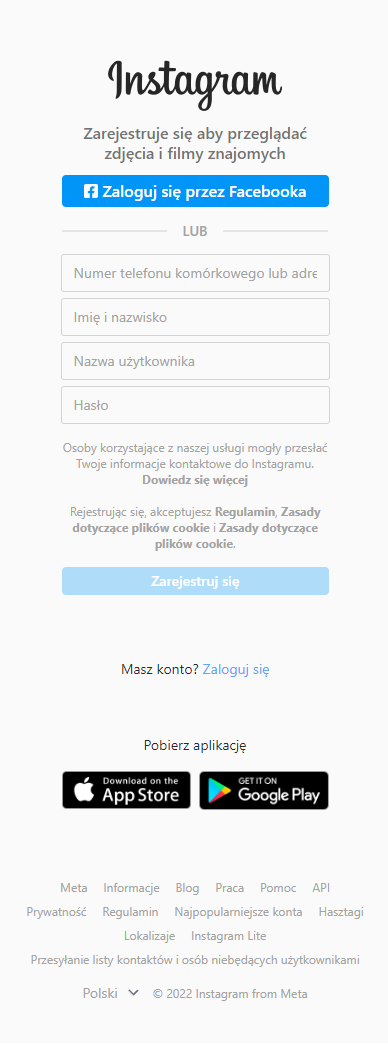 Instagram
Zarejestruje się aby przeglądać
zdjęcia i filmy znajomych
Zaloguj się przez Facebooka
LUB
Numer telefonu komórkowego lub adre
Imię i nazwisko
Nazwa użytkownika
Hasło
Osoby korzystające z naszej usługi mogły przesłać
Twoje informacje kontaktowe do Instagramu.
Dowiedz się więcej
Rejestrując się, akceptujesz Regulamin, Zasady
dotyczące plików cookie i Zasady dotyczące
plików cookie.
Zarejestruj się
Masz konto? Zaloguj się
Pobierz aplikację
Download on the
App Store
GET IT ON
Google Play
Meta Informacje Blog Praca Pomoc API
Prywatność Regulamin Najpopularniejsze konta Hasztagi
Lokalizaje Instagram Lite
Przesyłanie listy kontaktów i osób niebędących użytkownikami
Polski © 2022 Instagram from Meta